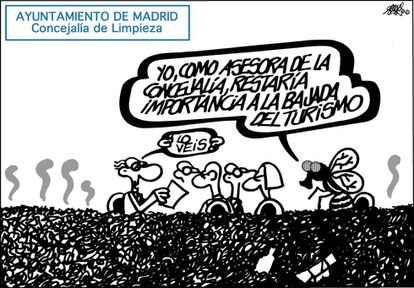 AYUNTAMIENTO DE MADRID
Concejalía de Limpieza
YO, COMO ASESORA DE LA
CONCEJALÍA, RESTARÍA
IMPORTANCIA A LA BAJADA
DEL TURISMO
¿LO
VEIS?